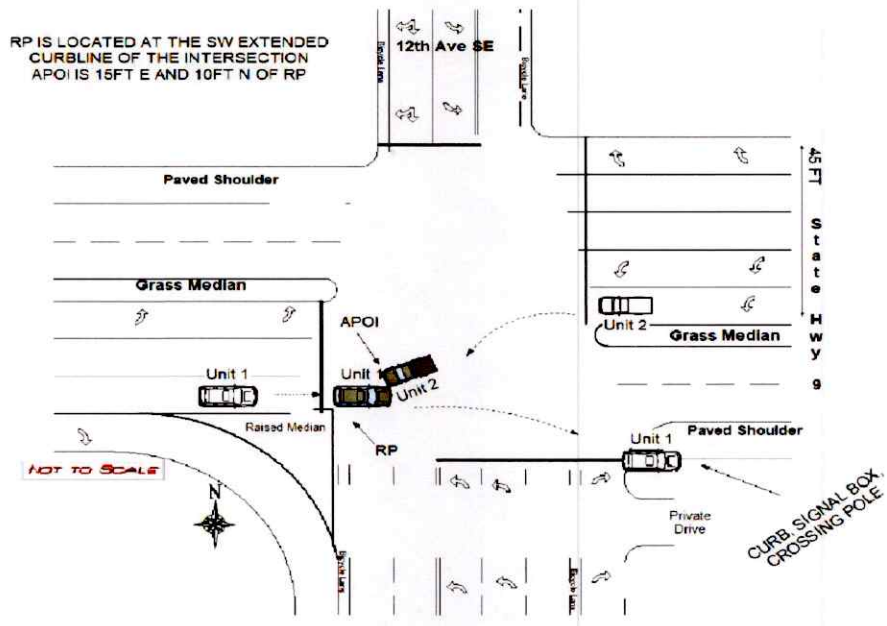 RP IS LOCATED AT THE SW EXTENDED
CURBLINE OF THE INTERSECTION
APOI IS 15FT E AND 10FT N OF RP
12th Ave SE
Bicycle Lane
Bicycle Lane
Paved Shoulder
45 FT
State Hwy 9
Grass Median
APOI
Unit 2
Grass Median
Unit 1
Unit 1
Unit 2
Raised Median
RP
Unit 1
Paved Shoulder
NOT TO SCALE
N
Private
Drive
CURB, SIGNAL BOX,
CROSSING POLE
Bicycle Lane
Bicycle Lane